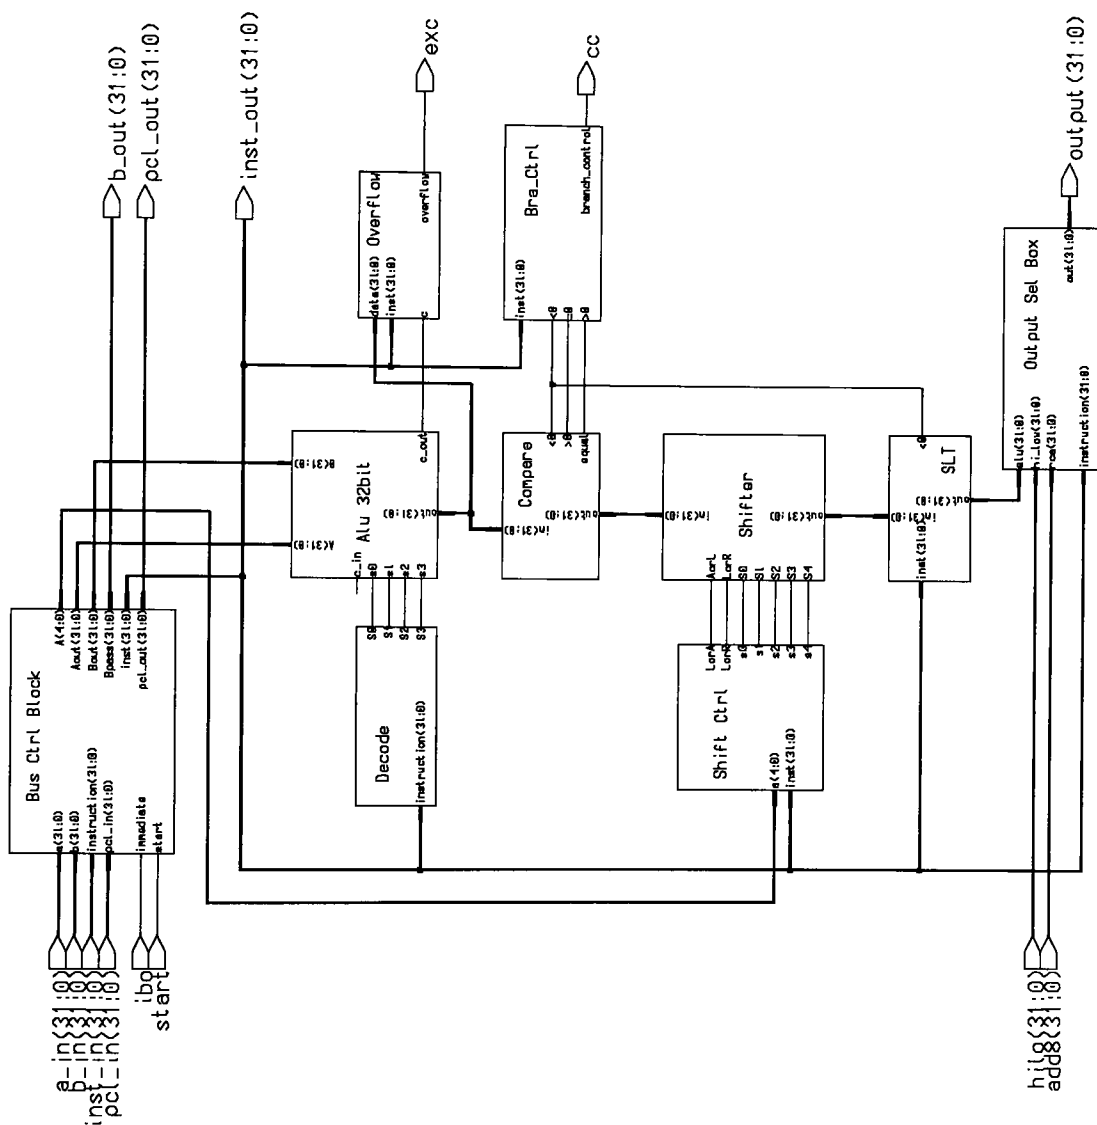 b_out(31:0)
pcl_out(31:0)
inst_out(31:0)
exc
cc
output(31:0)
Bus Ctrl Block
A(4:0)
Aout(31:0)
Bout(31:0)
Bpass(31:0)
inst(31:0)
pcl_out(31:0)
a(31:0)
b(31:0)
instruction(31:0)
pcl_in(31:0)
immediate
start
a_in(31:0)
b_in(31:0)
inst_in(31:0)
pcl_in(31:0)
ibo
start
Overflow
data(31:0)
inst(31:0)
c
overflow
Alu 32bit
B(31:0)
A(31:0)
c_out
out(31:0)
c_in
s0
s1
s2
s3
Decode
S0
S1
S2
S3
instruction(31:0)
Bra_Ctrl
inst(31:0)
<0
=0
>0
branch_control
Compare
<0
>0
equal
in(31:0)
out(31:0)
Shifter
in(31:0)
out(31:0)
AorL
LorR
S0
S1
S2
S3
S4
Shift Ctrl
LorA
LorR
s0
s1
s2
s3
s4
a(4:0)
inst(31:0)
SLT
<0
in(31:0)
out(31:0)
inst(31:0)
Output Sel Box
alu(31:0)
hi_low(31:0)
rca(31:0)
instruction(31:0)
out(31:0)
hilo(31:0)
add8(31:0)